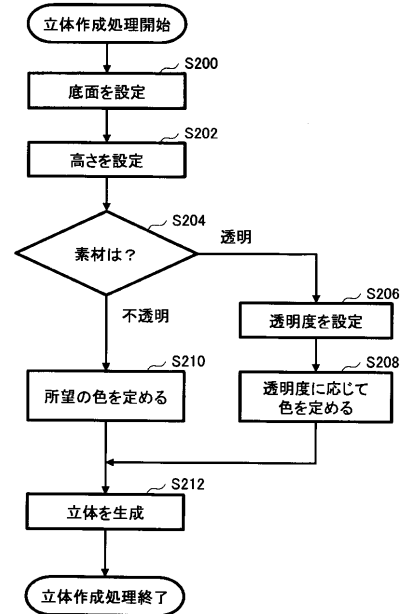 立体作成処理開始
S200
底面を設定
S202
高さを設定
S204
素材は？
透明
不透明
S206
透明度を設定
S210
所望の色を定める
S208
透明度に応じて
色を定める
S212
立体を生成
立体作成処理終了